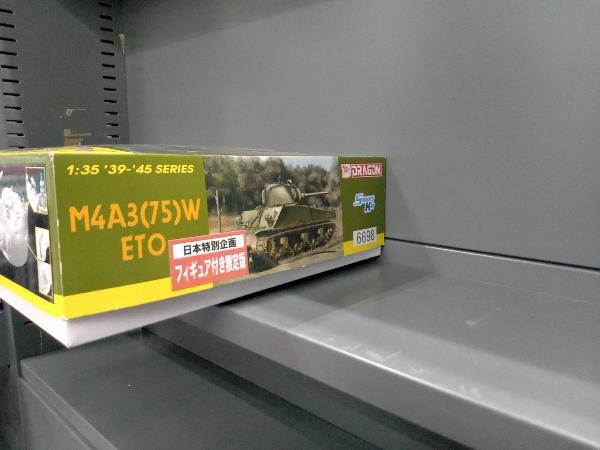 1:35 '39-'45 SERIES
M4A3(75)W
ETO
日本特別企画
フィギュア付き限定版
DRAGON
Smart Kit
6698